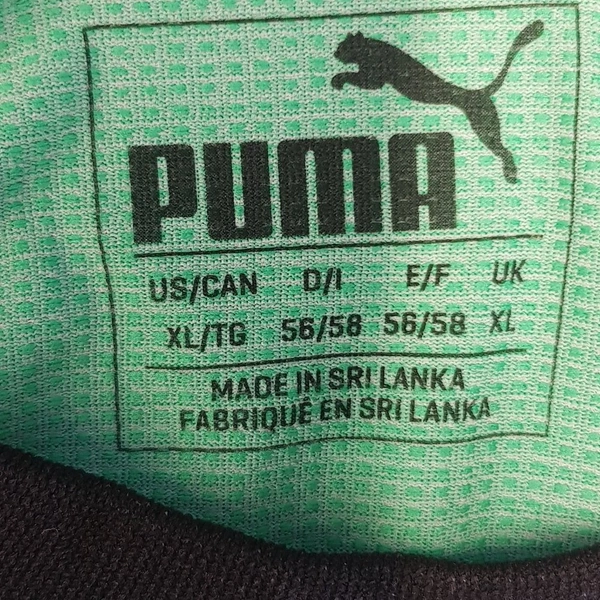 PUMA
US/CAN D/I E/F UK
XL/TG 56/58 56/58 XL
MADE IN SRI LANKA
FABRIQUÉ EN SRI LANKA